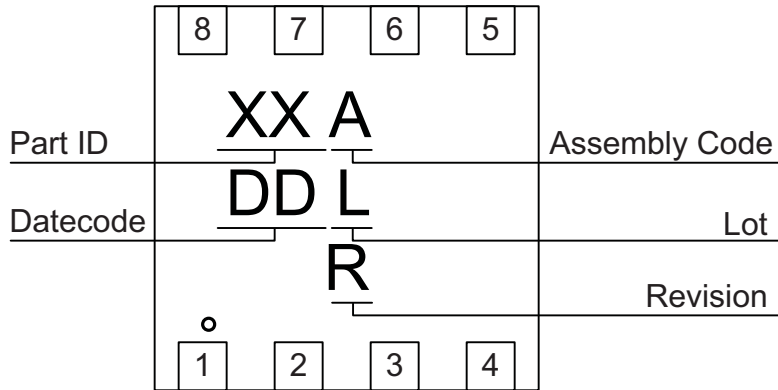 8 7 6 5
XX A
Part ID
Assembly Code
DD L
Datecode
Lot
R
Revision
1 2 3 4